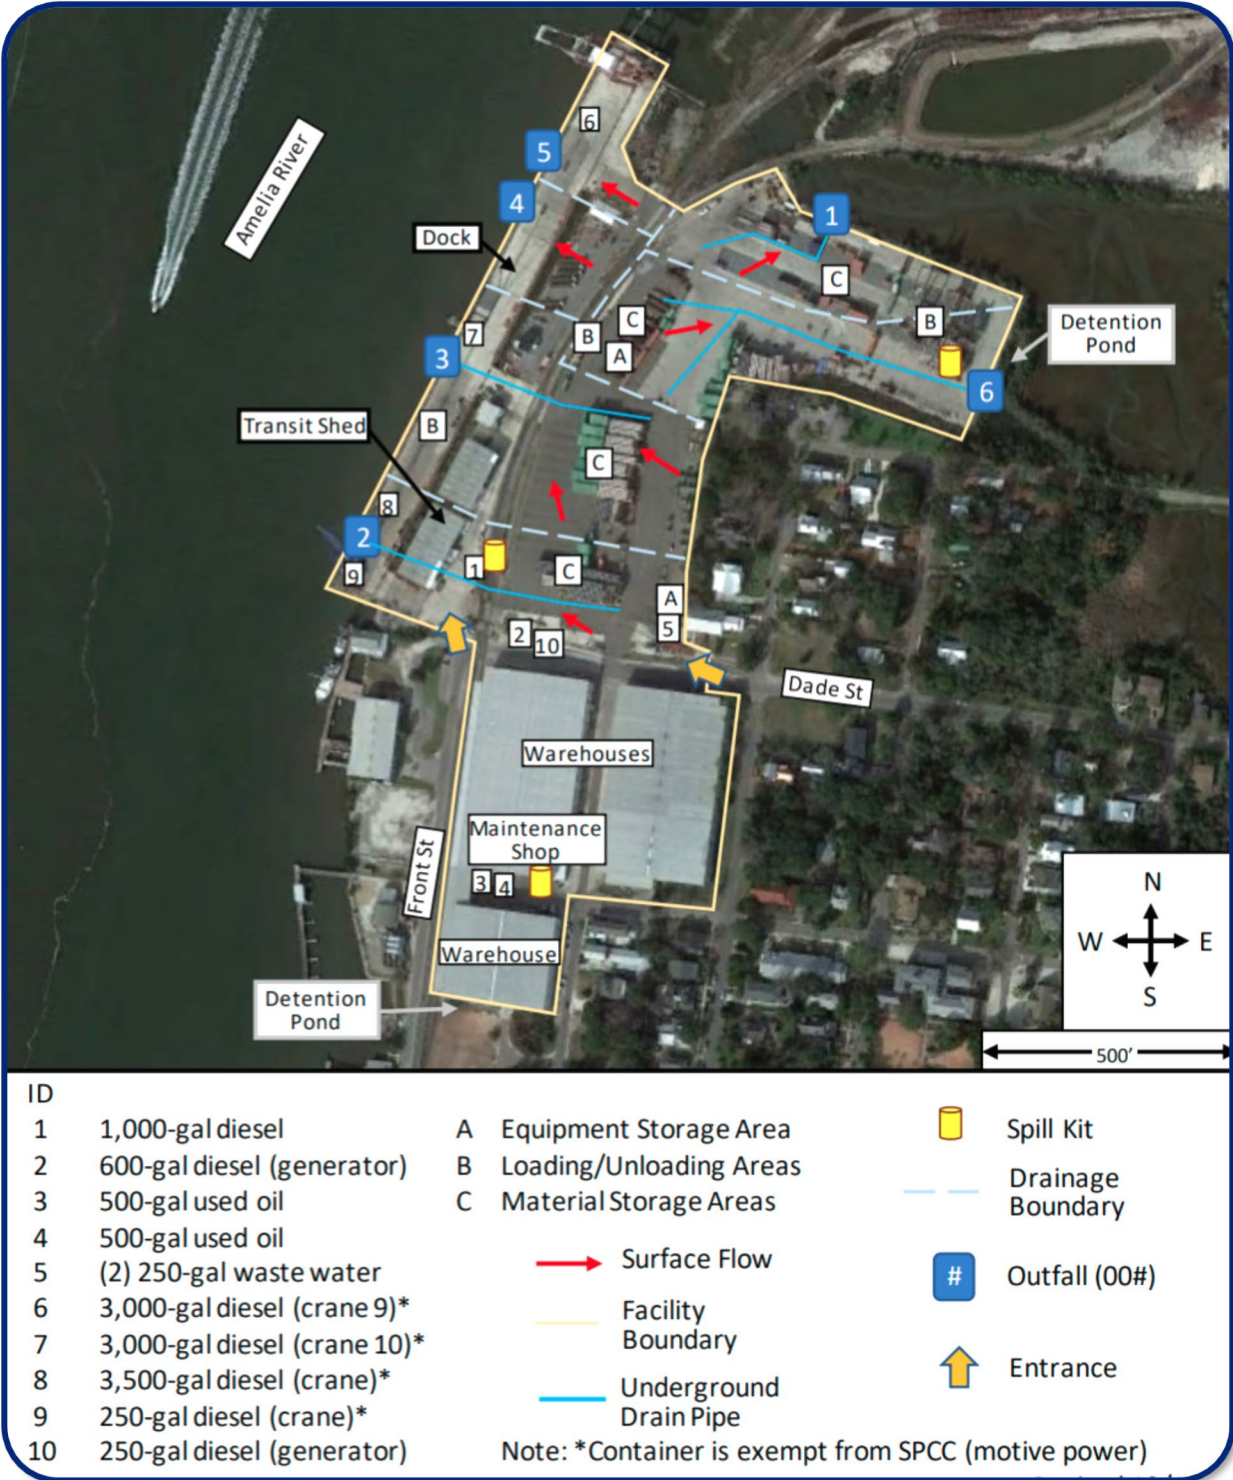 6
5
Amelia River
4
1
Dock
C
C
B
Detention
Pond
7
B
A
3
6
Transit Shed
B
C
8
2
9
1
C
A
5
2
10
Dade St
Warehouses
Maintenance
Shop
Front St
3
4
N
W
E
S
Warehouse
Detention
Pond
500’
ID
1 1,000-gal diesel
2 600-gal diesel (generator)
3 500-gal used oil
4 500-gal used oil
5 (2) 250-gal waste water
6 3,000-gal diesel (crane 9)*
7 3,000-gal diesel (crane 10)*
8 3,500-gal diesel (crane)*
9 250-gal diesel (crane)*
10 250-gal diesel (generator)
A Equipment Storage Area
B Loading/Unloading Areas
C Material Storage Areas
Surface Flow
Facility
Boundary
Underground
Drain Pipe
Spill Kit
Drainage
Boundary
# Outfall (00#)
Entrance
Note: *Container is exempt from SPCC (motive power)